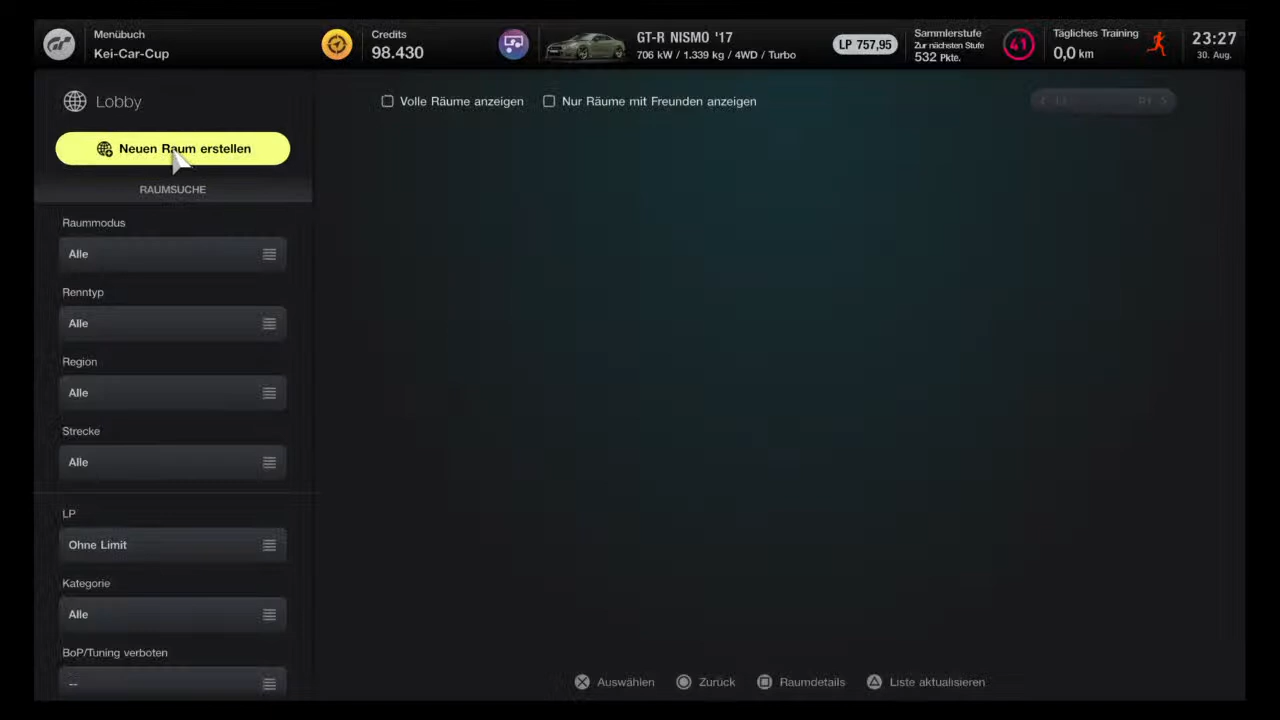 Menübuch
Kei-Car-Cup
Credits
98.430
GT-R NISMO '17
706 kW / 1.339 kg / 4WD / Turbo
LP 757,95
Sammlerstufe
Zur nächsten Stufe
532 Pkte.
41
Tägliches Training
0,0 km
23:27
30. Aug.
Lobby
Volle Räume anzeigen
Nur Räume mit Freunden anzeigen
Neuen Raum erstellen
RAUMSUCHE
Raummodus
Alle
Renntyp
Alle
Region
Alle
Strecke
Alle
LP
Ohne Limit
Kategorie
Alle
BoP/Tuning verboten
--
Auswählen
Zurück
Raumdetails
Liste aktualisieren